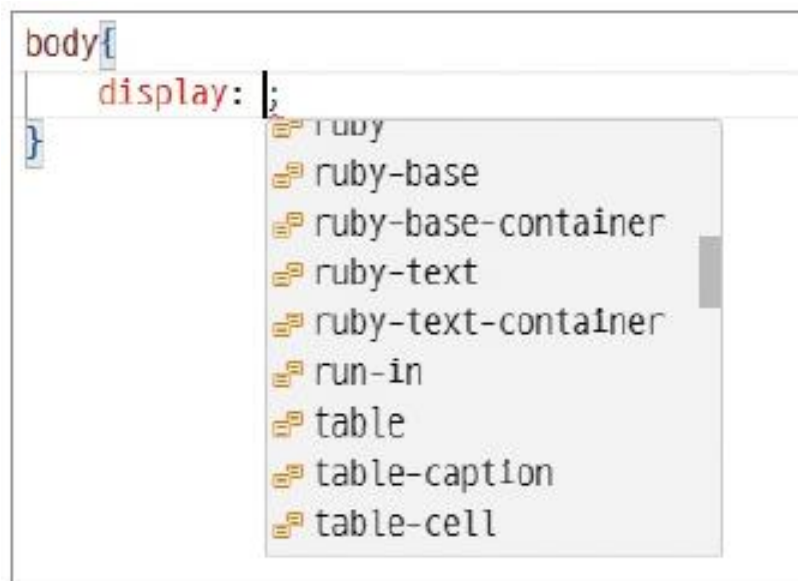 body{
display: ;
}
ruby
ruby-base
ruby-base-container
ruby-text
ruby-text-container
run-in
table
table-caption
table-cell